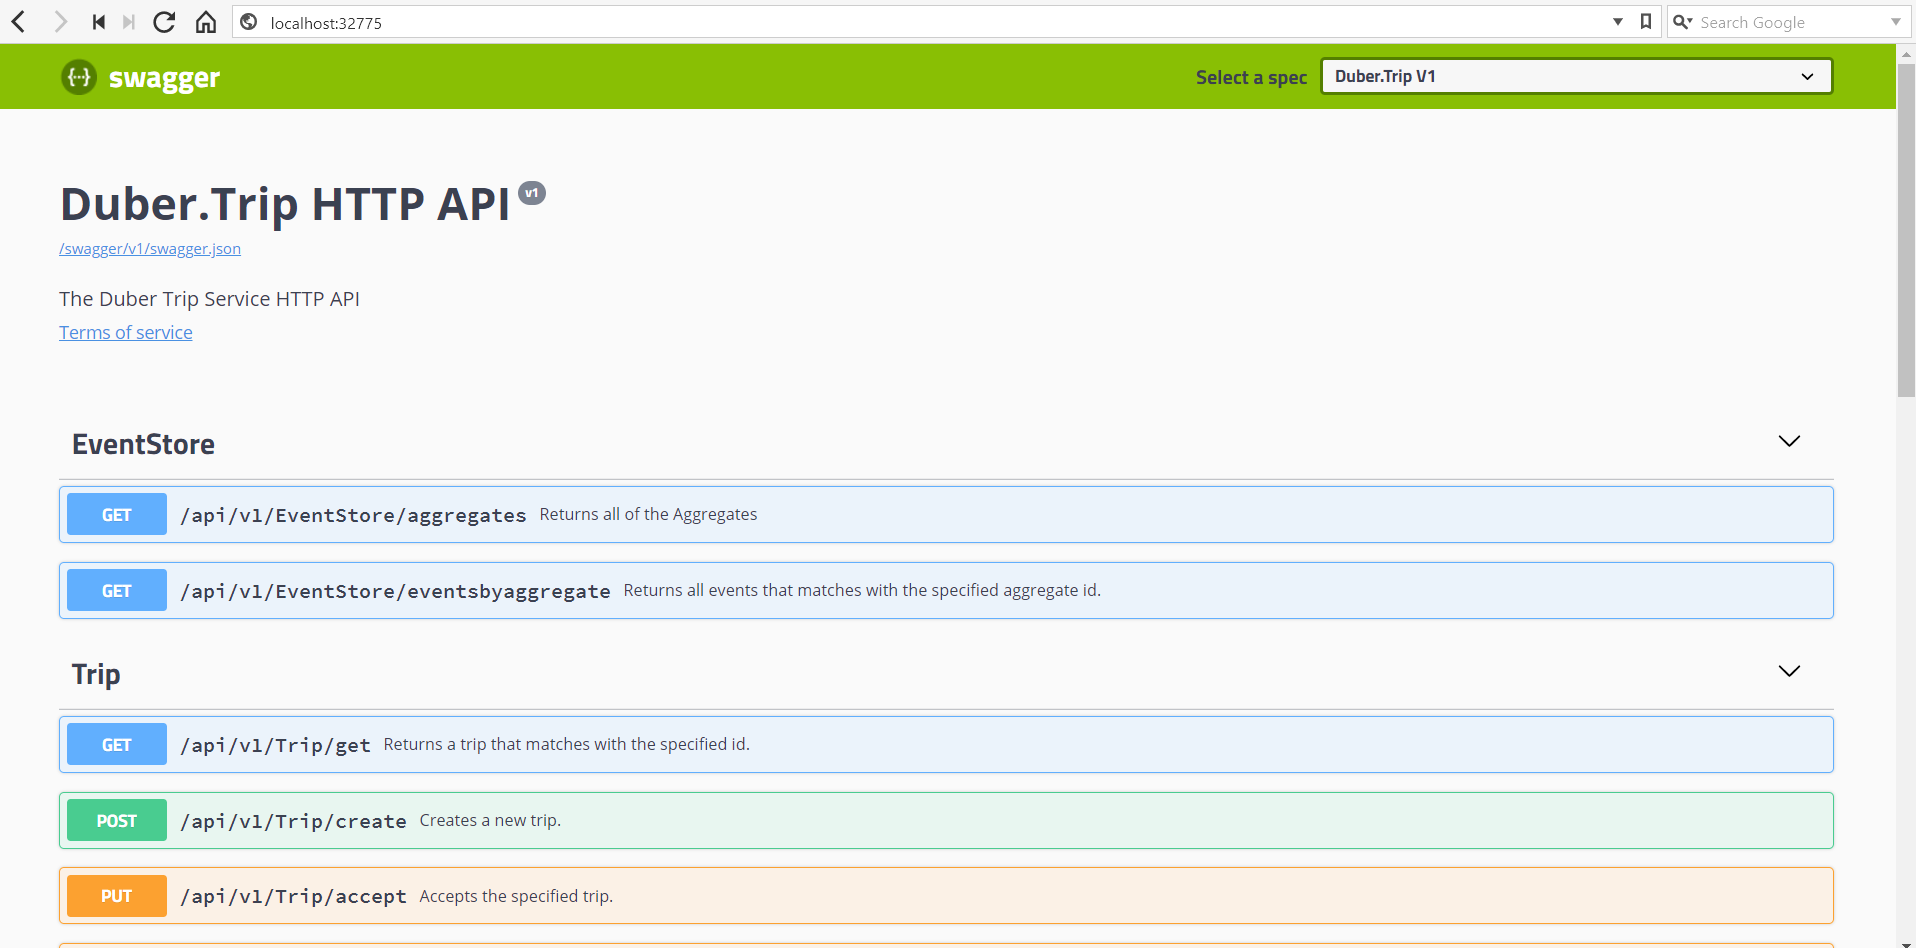 localhost:32775
Search Google
swagger
Select a spec
Duber.Trip V1
Duber.Trip HTTP API v1
/swagger/v1/swagger.json
The Duber Trip Service HTTP API
Terms of service
EventStore
GET /api/v1/EventStore/aggregates Returns all of the Aggregates
GET /api/v1/EventStore/eventsbyaggregate Returns all events that matches with the specified aggregate id.
Trip
GET /api/v1/Trip/get Returns a trip that matches with the specified id.
POST /api/v1/Trip/create Creates a new trip.
PUT /api/v1/Trip/accept Accepts the specified trip.